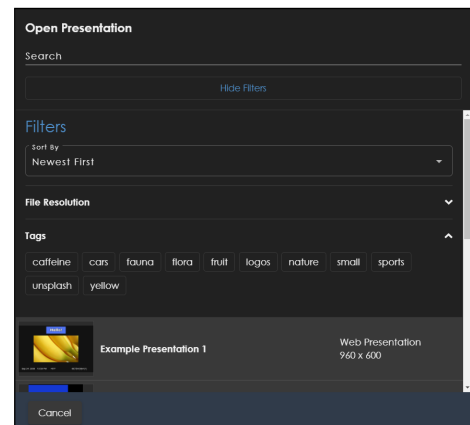 Open Presentation
Search
Hide Filters
Filters
Sort By
Newest First
File Resolution
Tags
caffeine cars fauna flora fruit logos nature small sports
unsplash yellow
Example Presentation 1
Web Presentation
960 x 600
Cancel